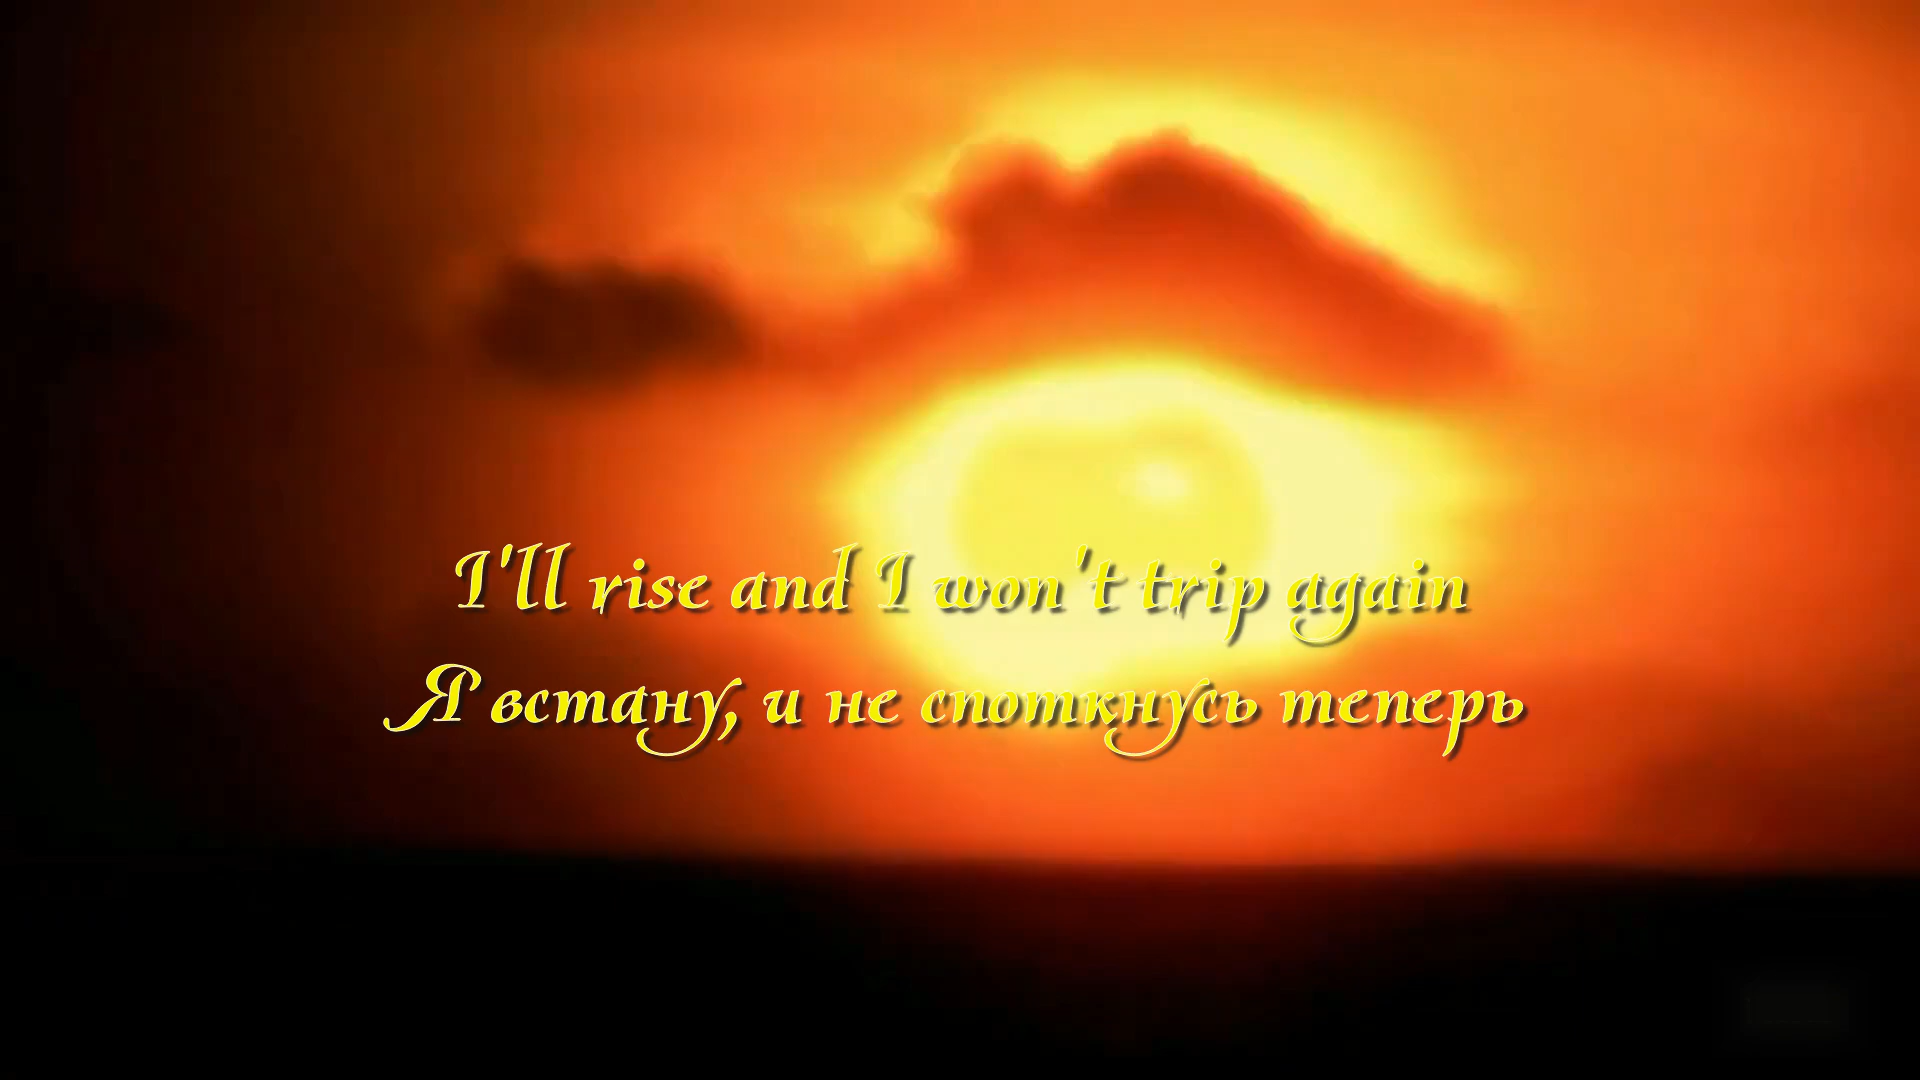 I'll rise and I won't trip again
Я встану, и не споткнусь теперь